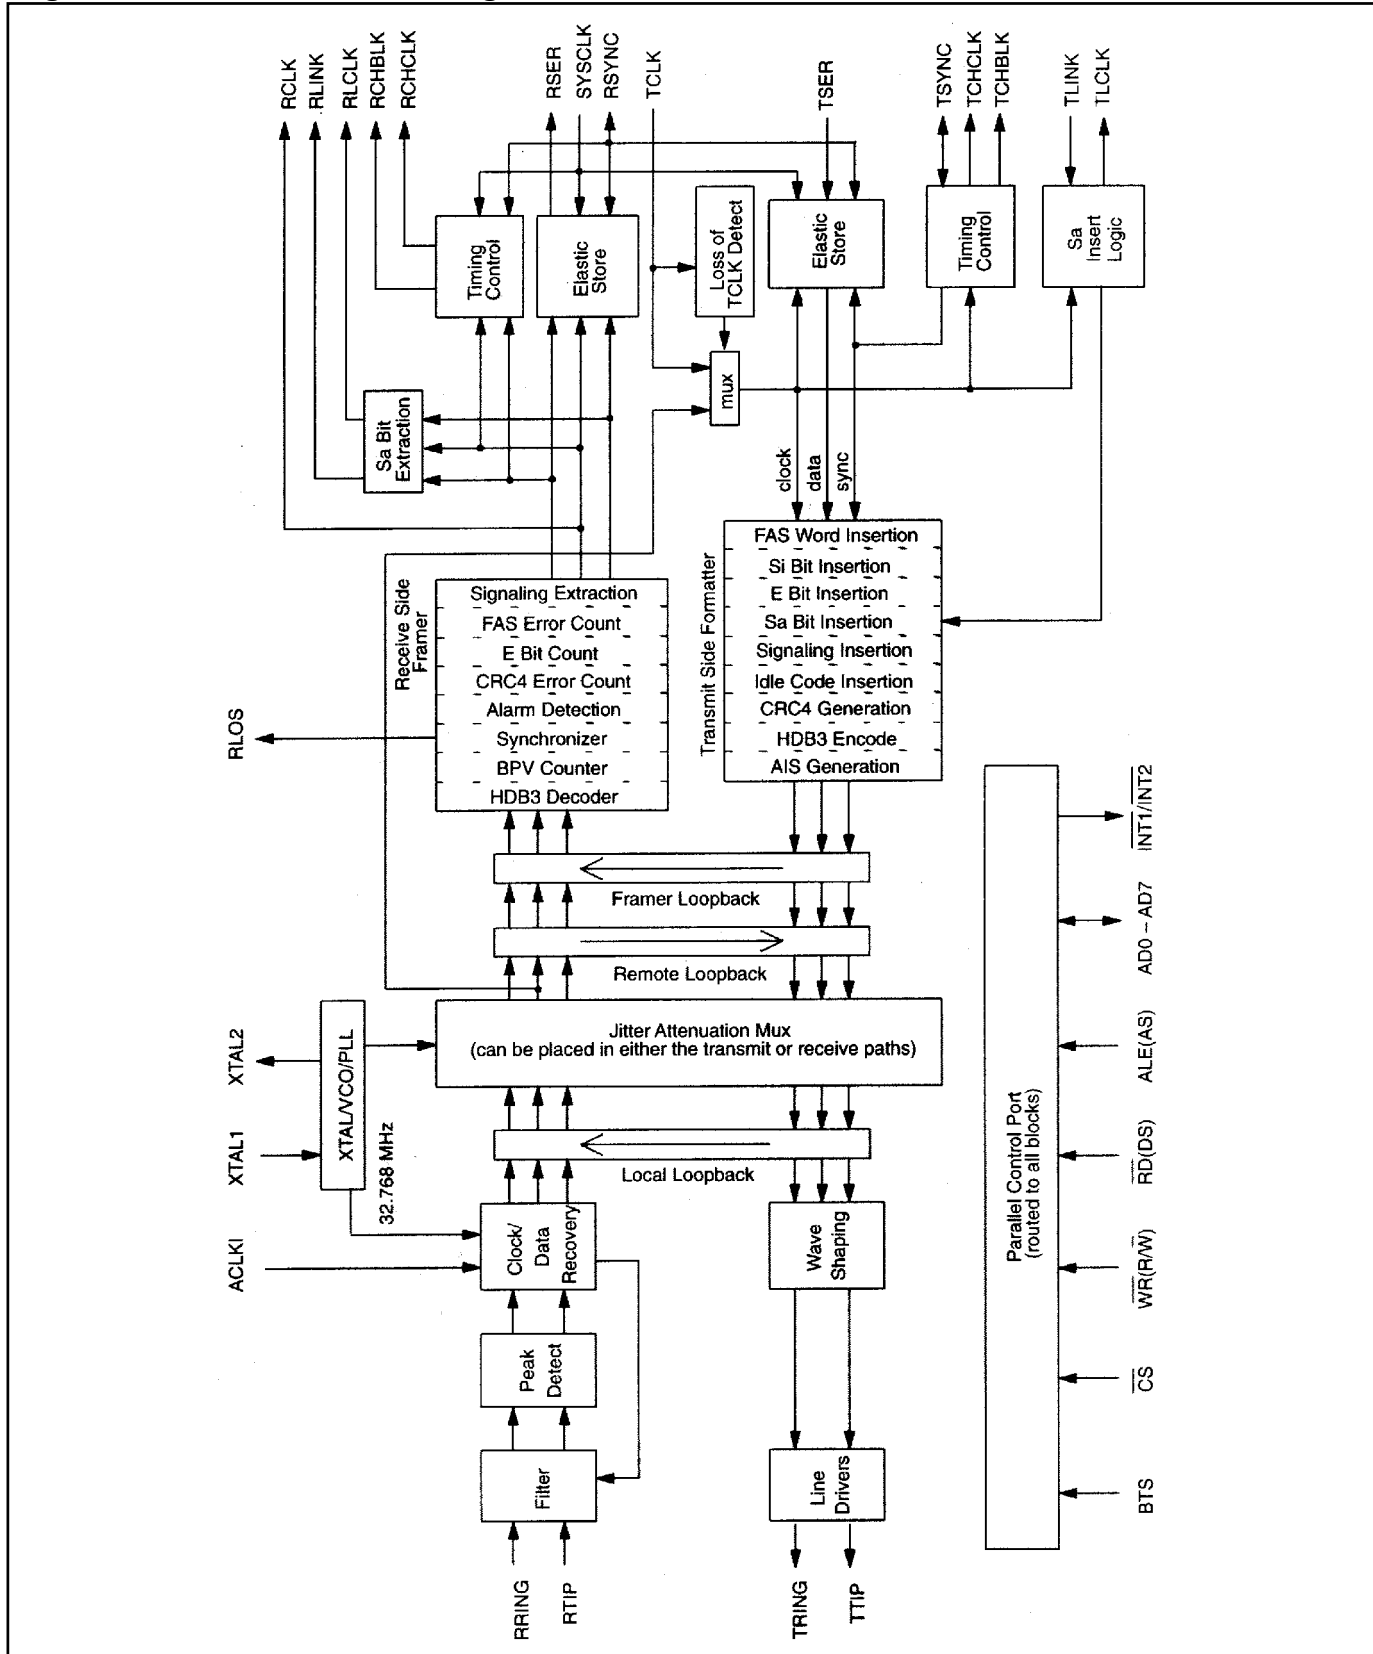 RCLK
RLINK
RLCLK
RCHBLK
RCHCLK
RSER
SYSCLK
RSYNC
TCLK
TSER
TSYNC
TCHCLK
TCHBLK
TLINK
TLCLK
Timing
Control
Elastic
Store
Loss of
TCLK Detect
Elastic
Store
Timing
Control
Sa
Insert
Logic
mux
Sa Bit
Extraction
clock
data
sync
Receive Side
Framer
Signaling Extraction
FAS Error Count
E Bit Count
CRC4 Error Count
Alarm Detection
Synchronizer
BPV Counter
HDB3 Decoder
Transmit Side Formatter
FAS Word Insertion
Si Bit Insertion
E Bit Insertion
Sa Bit Insertion
Signaling Insertion
Idle Code Insertion
CRC4 Generation
HDB3 Encode
AIS Generation
RLOS
Framer Loopback
Remote Loopback
Jitter Attenuation Mux
(can be placed in either the transmit or receive paths)
Local Loopback
XTAL2
XTAL1
ACLKI
XTAL/VCO/PLL
32.768 MHz
Clock/
Data
Recovery
Peak
Detect
Filter
RRING
RTIP
Wave
Shaping
Line
Drivers
TRING
TTIP
Parallel Control Port
(routed to all blocks)
INT1/INT2
AD0 – AD7
ALE(AS)
RD(DS)
WR(R/W)
CS
BTS